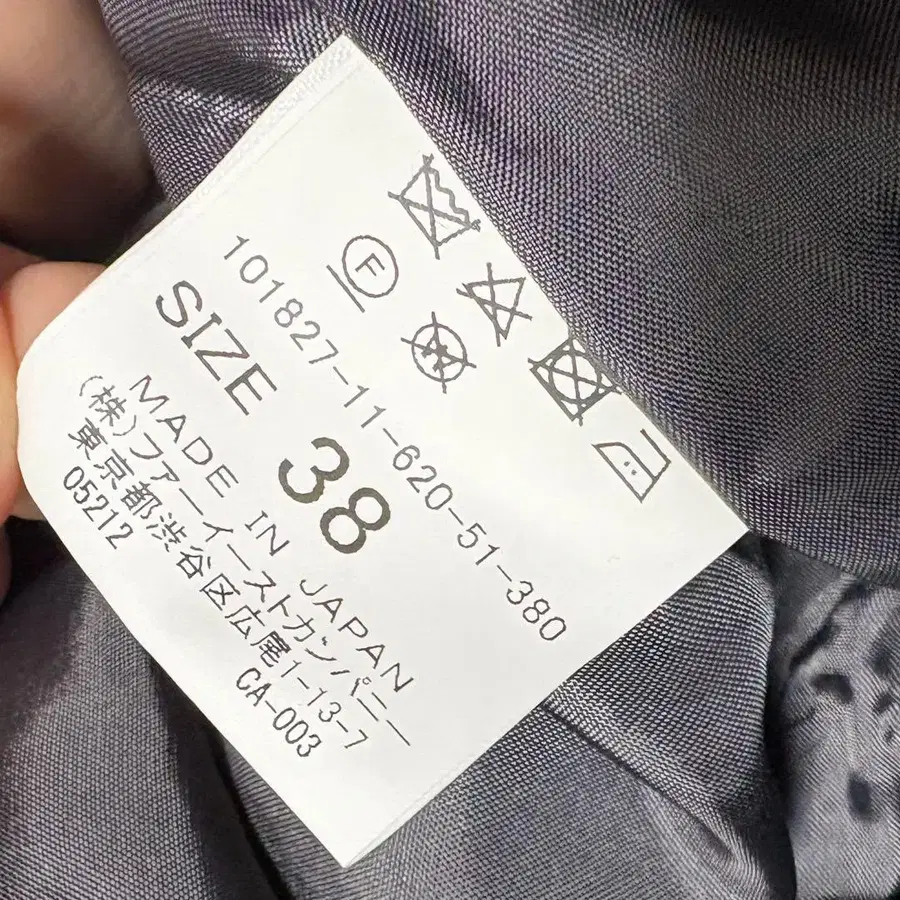 F
101827-11-620-51-380
SIZE 38
MADE IN JAPAN
(株)ファーイーストカンパニー
東京都渋谷区広尾1-13-7
05212 CA-003